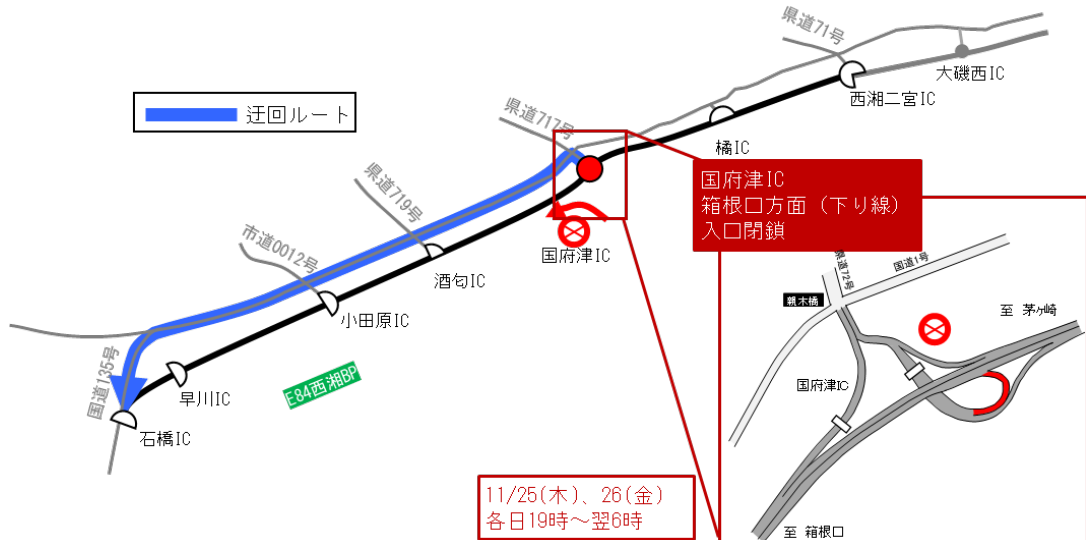 県道71号
大磯西IC
西湘二宮IC
迂回ルート
県道717号
橘IC
国府津IC
箱根口方面（下り線）
入口閉鎖
県道719号
市道0012号
国府津IC
酒匂IC
小田原IC
国道135号
早川IC
E84西湘BP
石橋IC
県道72号
国道1号
親木橋
至 茅ヶ崎
国府津IC
11/25(木)、26(金)
各日19時～翌6時
至 箱根口